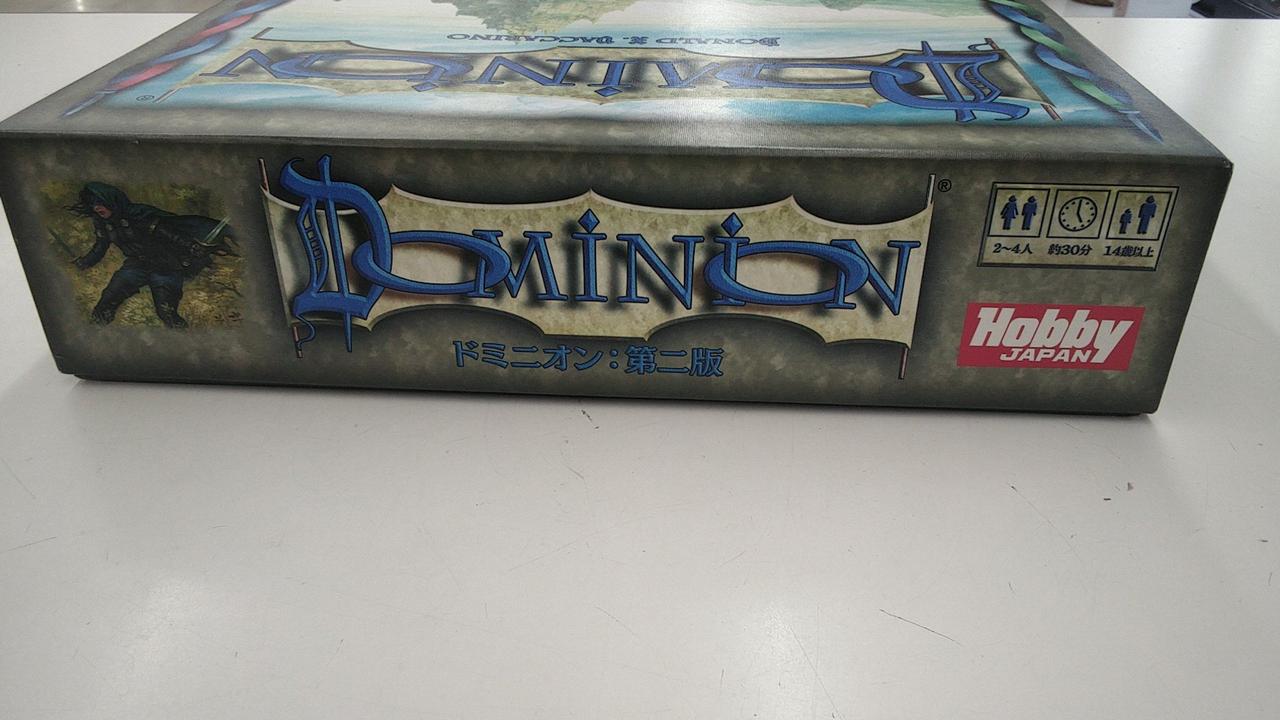 DONALD X. VACCARINO
DOMINION
®
DOMINION
®
ドミニオン：第二版
2〜4人 約30分 14歳以上
Hobby
JAPAN